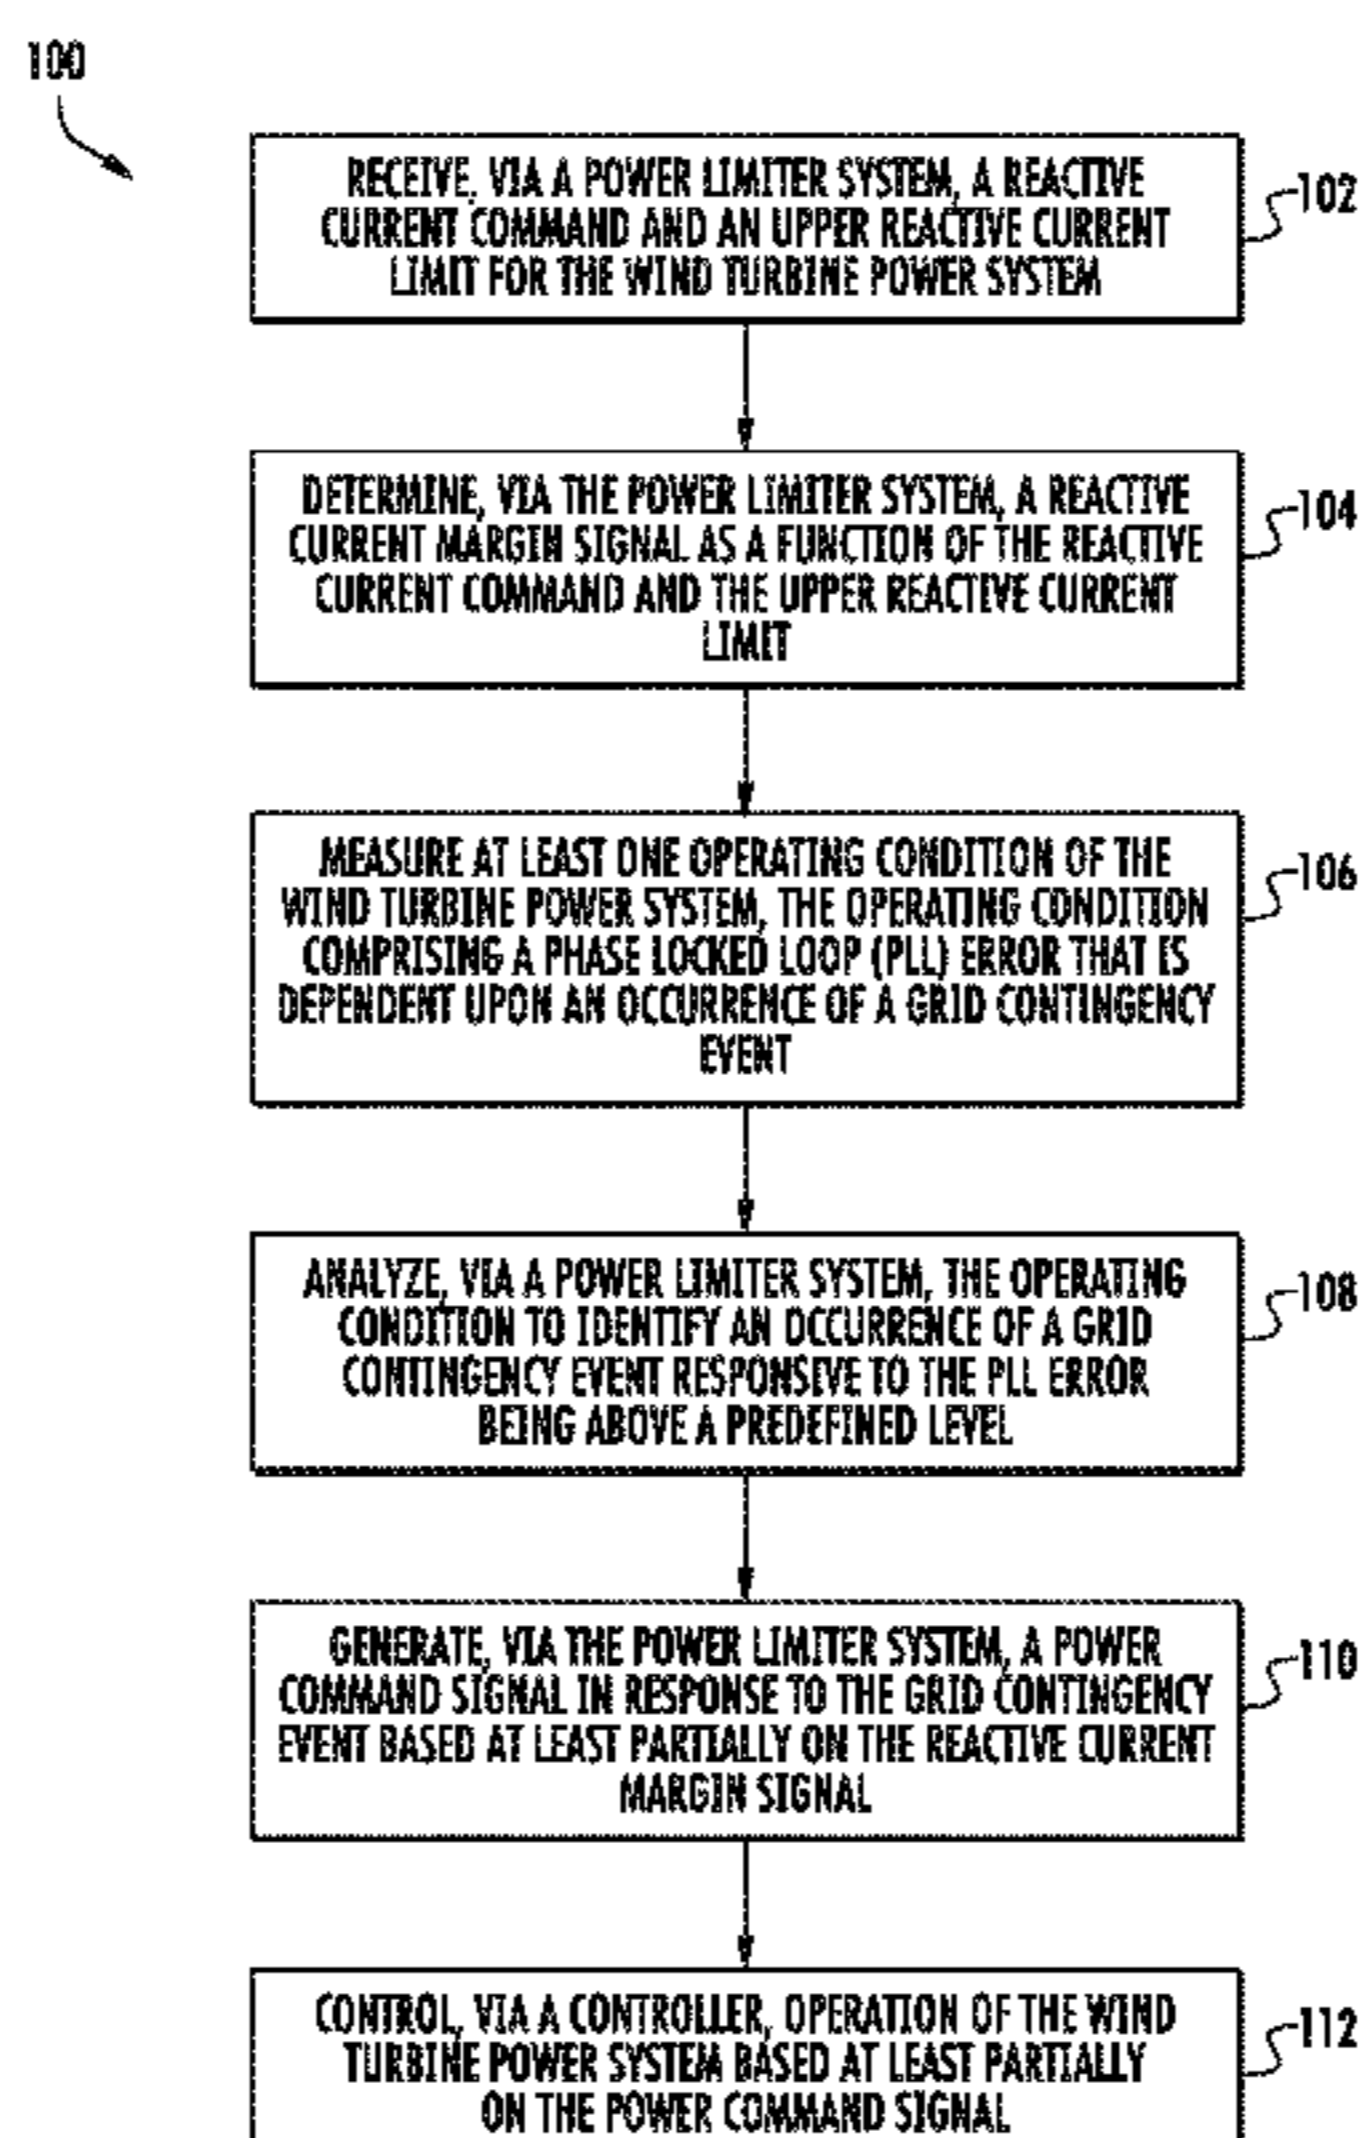 100
RECEIVE, VIA A POWER LIMITER SYSTEM, A REACTIVE
CURRENT COMMAND AND AN UPPER REACTIVE CURRENT
LIMIT FOR THE WIND TURBINE POWER SYSTEM
102
DETERMINE, VIA THE POWER LIMITER SYSTEM, A REACTIVE
CURRENT MARGIN SIGNAL AS A FUNCTION OF THE REACTIVE
CURRENT COMMAND AND THE UPPER REACTIVE CURRENT
LIMIT
104
MEASURE AT LEAST ONE OPERATING CONDITION OF THE
WIND TURBINE POWER SYSTEM, THE OPERATING CONDITION
COMPRISING A PHASE LOCKED LOOP (PLL) ERROR THAT IS
DEPENDENT UPON AN OCCURRENCE OF A GRID CONTINGENCY
EVENT
106
ANALYZE, VIA A POWER LIMITER SYSTEM, THE OPERATING
CONDITION TO IDENTIFY AN OCCURRENCE OF A GRID
CONTINGENCY EVENT RESPONSIVE TO THE PLL ERROR
BEING ABOVE A PREDEFINED LEVEL
108
GENERATE, VIA THE POWER LIMITER SYSTEM, A POWER
COMMAND SIGNAL IN RESPONSE TO THE GRID CONTINGENCY
EVENT BASED AT LEAST PARTIALLY ON THE REACTIVE CURRENT
MARGIN SIGNAL
110
CONTROL, VIA A CONTROLLER, OPERATION OF THE WIND
TURBINE POWER SYSTEM BASED AT LEAST PARTIALLY
ON THE POWER COMMAND SIGNAL
112